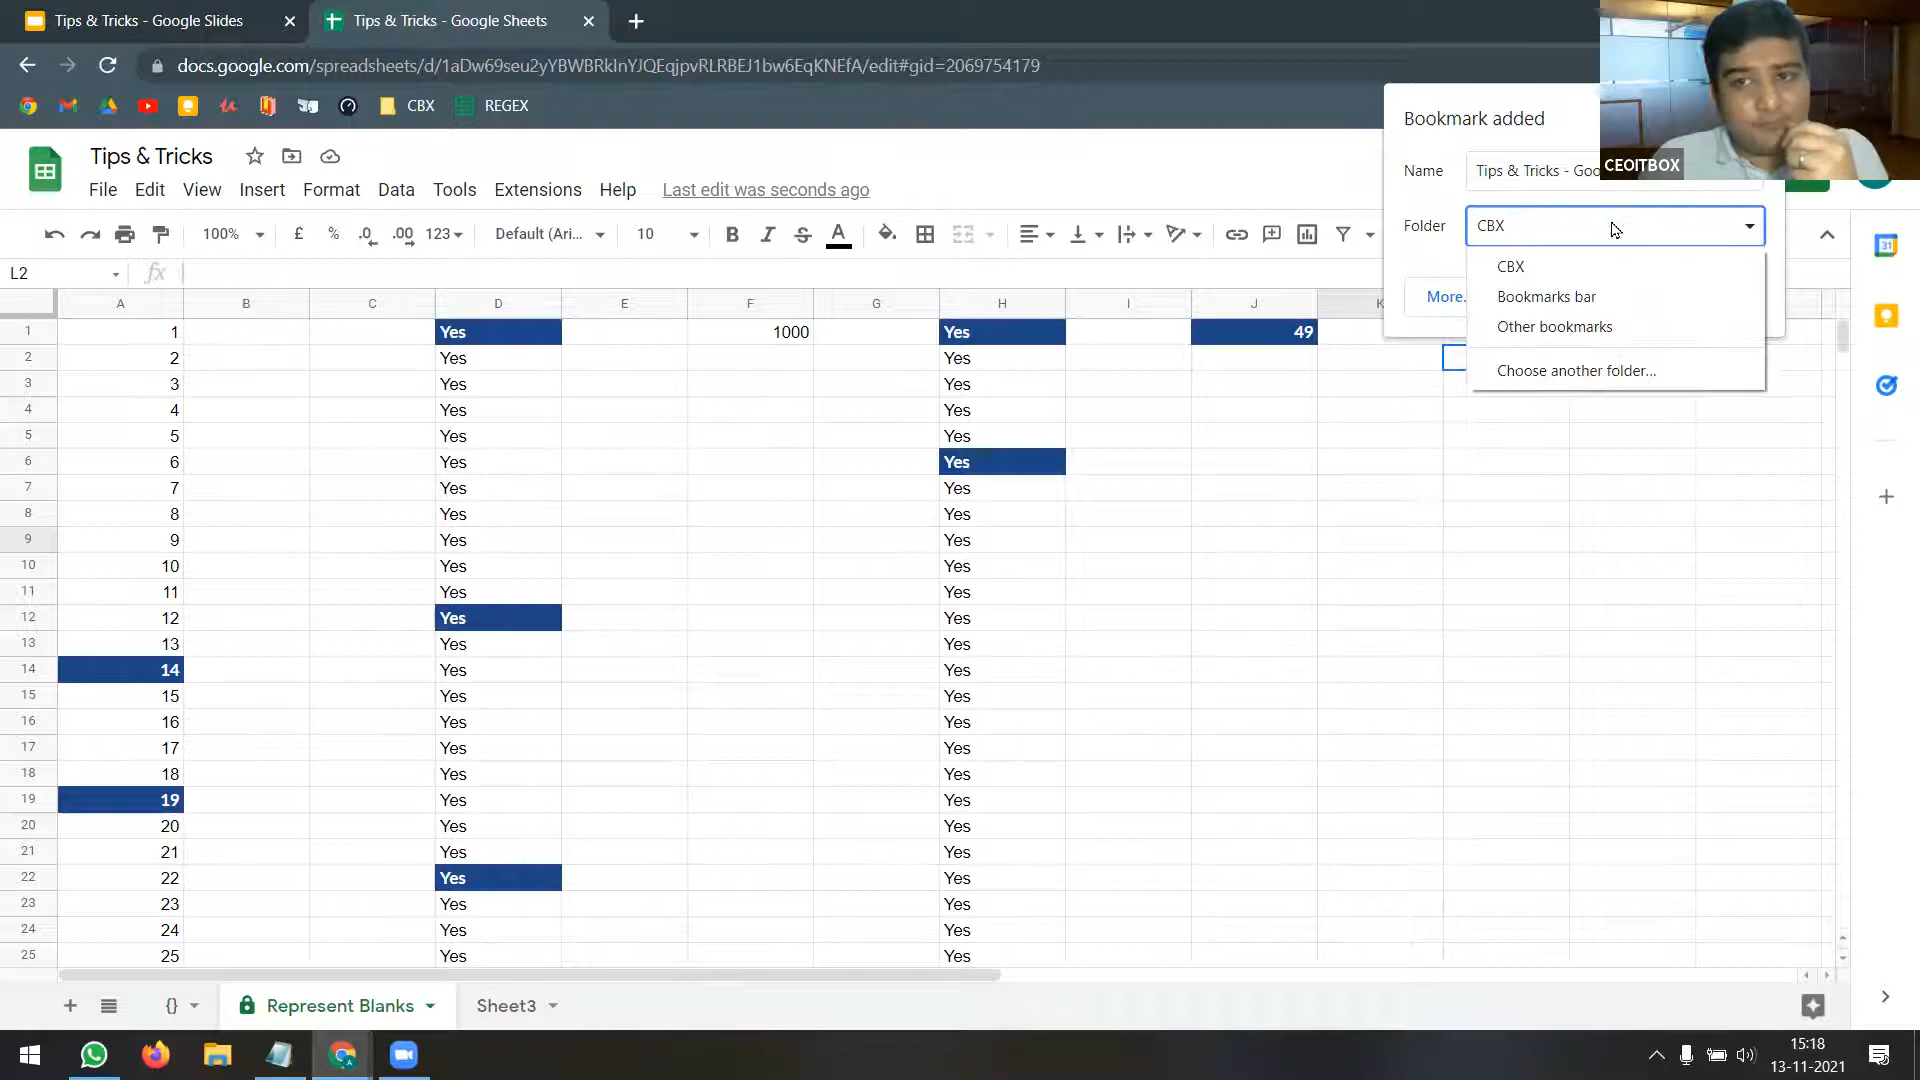 Tips & Tricks - Google Slides
Tips & Tricks - Google Sheets
docs.google.com/spreadsheets/d/1aDw69seu2yYBWBRkInYJQEqjpvRLRBEJ1bw6EqKNEfA/edit#gid=2069754179
CBX
REGEX
Bookmark added
Name
Tips & Tricks - Goo
CEOITBOX
Folder
CBX
CBX
Bookmarks bar
Other bookmarks
Choose another folder...
More.
Tips & Tricks
File Edit View Insert Format Data Tools Extensions Help
Last edit was seconds ago
100% £ % .0 .00 123 Default (Ari... 10 B I S A
31
L2
fx
A B C D E F G H I J K
1 1 Yes 1000 Yes 49
2 2 Yes Yes
3 3 Yes Yes
4 4 Yes Yes
5 5 Yes Yes
6 6 Yes Yes
7 7 Yes Yes
8 8 Yes Yes
9 9 Yes Yes
10 10 Yes Yes
11 11 Yes Yes
12 12 Yes Yes
13 13 Yes Yes
14 14 Yes Yes
15 15 Yes Yes
16 16 Yes Yes
17 17 Yes Yes
18 18 Yes Yes
19 19 Yes Yes
20 20 Yes Yes
21 21 Yes Yes
22 22 Yes Yes
23 23 Yes Yes
24 24 Yes Yes
25 25 Yes Yes
{} Represent Blanks Sheet3
15:18
13-11-2021